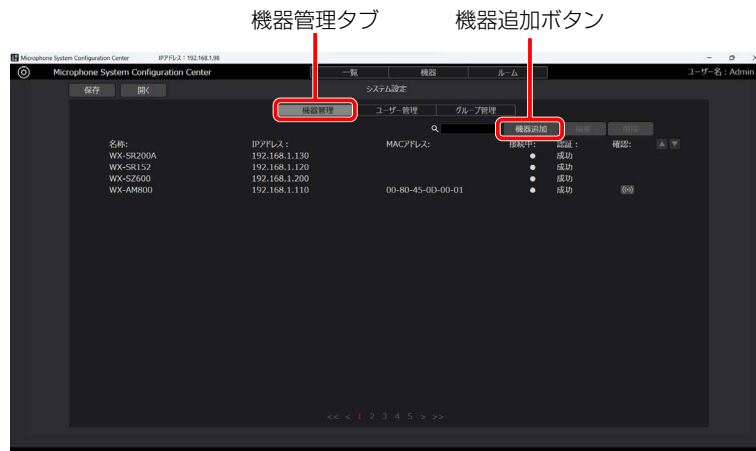 機器管理タブ 機器追加ボタン
Microphone System Configuration Center IPアドレス:192.168.1.98
Microphone System Configuration Center 一覧 機器 ルーム ユーザー名:Admin
保存 開く システム設定
機器管理 ユーザー管理 グループ管理
機器追加 編集 削除
名称: IPアドレス: MACアドレス: 接続中: 認証: 確認:
WX-SR200A 192.168.1.130 成功
WX-SR152 192.168.1.120 成功
WX-SZ600 192.168.1.200 成功
WX-AM800 192.168.1.110 00-80-45-0D-00-01 成功
<< < 1 2 3 4 5 > >>